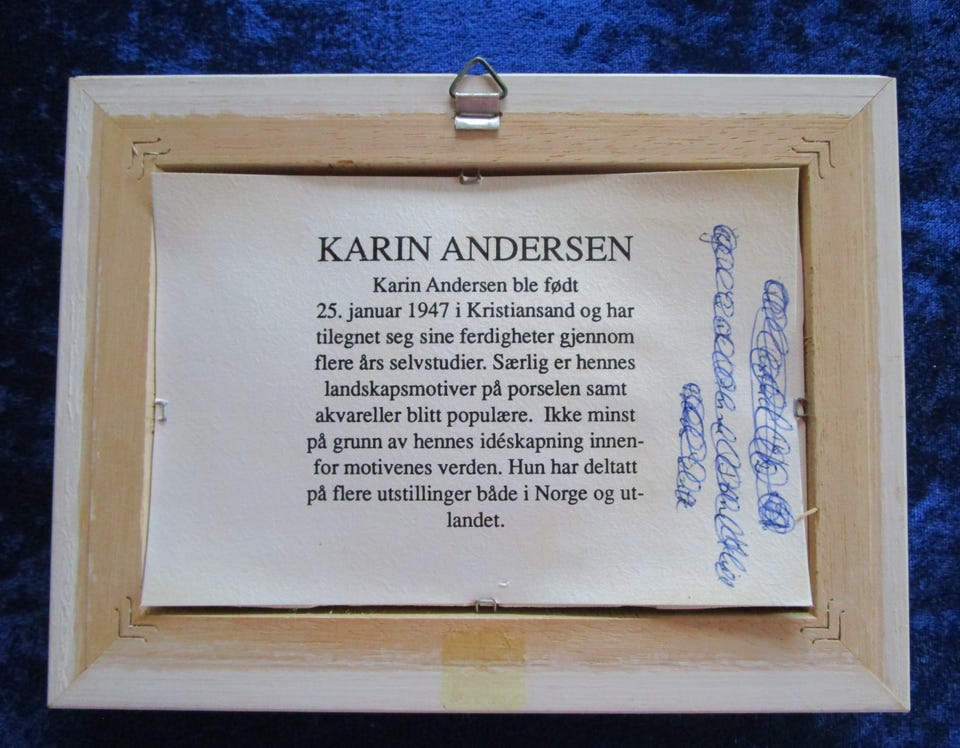 KARIN ANDERSEN
Karin Andersen ble født
25. januar 1947 i Kristiansand og har
tilegnet seg sine ferdigheter gjennom
flere års selvstudier. Særlig er hennes
landskapsmotiver på porselen samt
akvareller blitt populære. Ikke minst
på grunn av hennes idéskapning innen-
for motivenes verden. Hun har deltatt
på flere utstillinger både i Norge og ut-
landet.